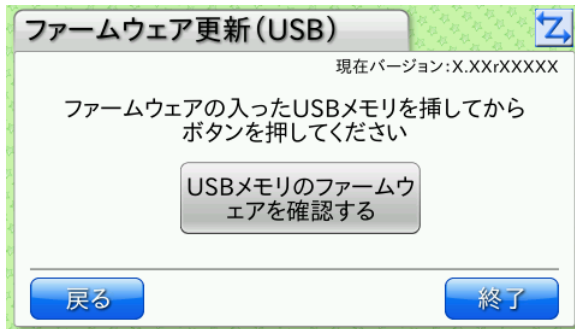 ファームウェア更新（USB）
現在バージョン：X.XXrXXXXX
ファームウェアの入ったUSBメモリを挿してから
ボタンを押してください
USBメモリのファームウ
ェアを確認する
戻る
終了